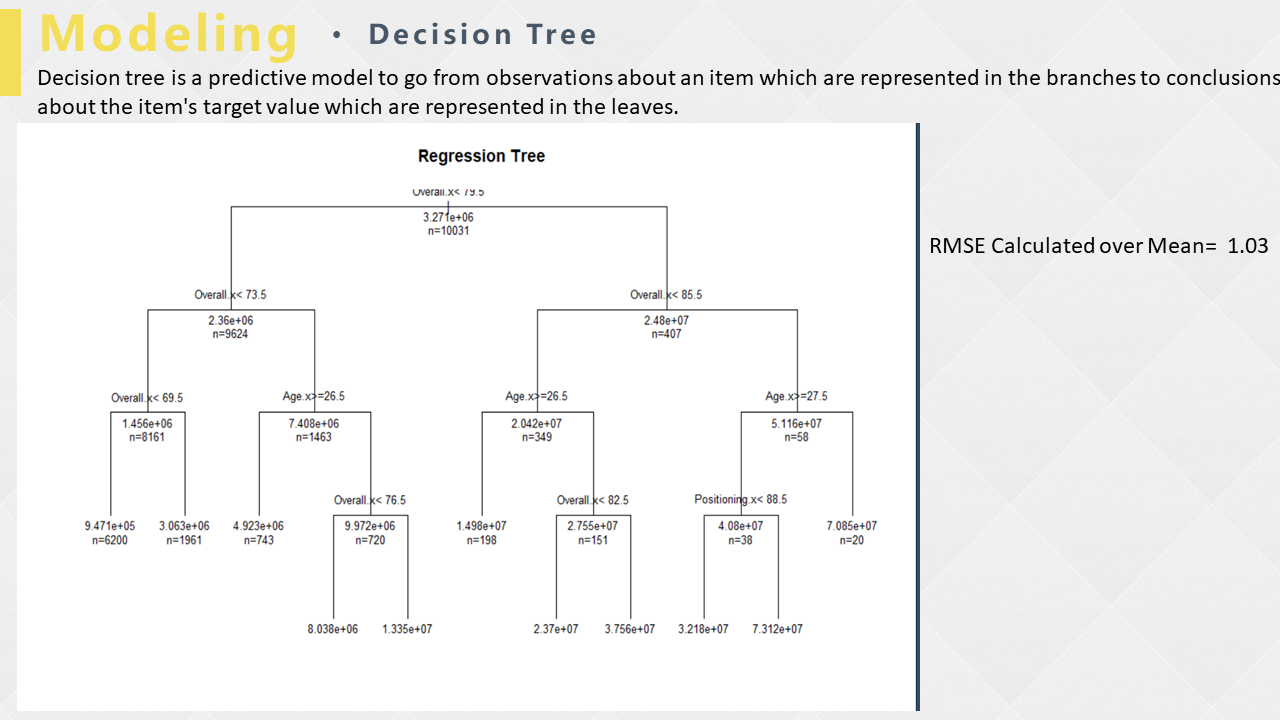 Modeling • Decision Tree
Decision tree is a predictive model to go from observations about an item which are represented in the branches to conclusions
about the item's target value which are represented in the leaves.
Regression Tree
Overall.x< 79.5
3.271e+06
n=10031
RMSE Calculated over Mean= 1.03
Overall.x< 73.5 Overall.x< 85.5
2.36e+06 2.48e+07
n=9624 n=407
Overall.x< 69.5 Age.x>=26.5 Age.x>=26.5 Age.x>=27.5
1.456e+06 7.408e+06 2.042e+07 5.116e+07
n=8161 n=1463 n=349 n=58
Overall.x< 76.5 Overall.x< 82.5 Positioning.x< 88.5
9.471e+05 3.063e+06 4.923e+06 9.972e+06 1.498e+07 2.755e+07 4.08e+07 7.085e+07
n=6200 n=1961 n=743 n=720 n=198 n=151 n=38 n=20
8.038e+06 1.335e+07 2.37e+07 3.756e+07 3.218e+07 7.312e+07